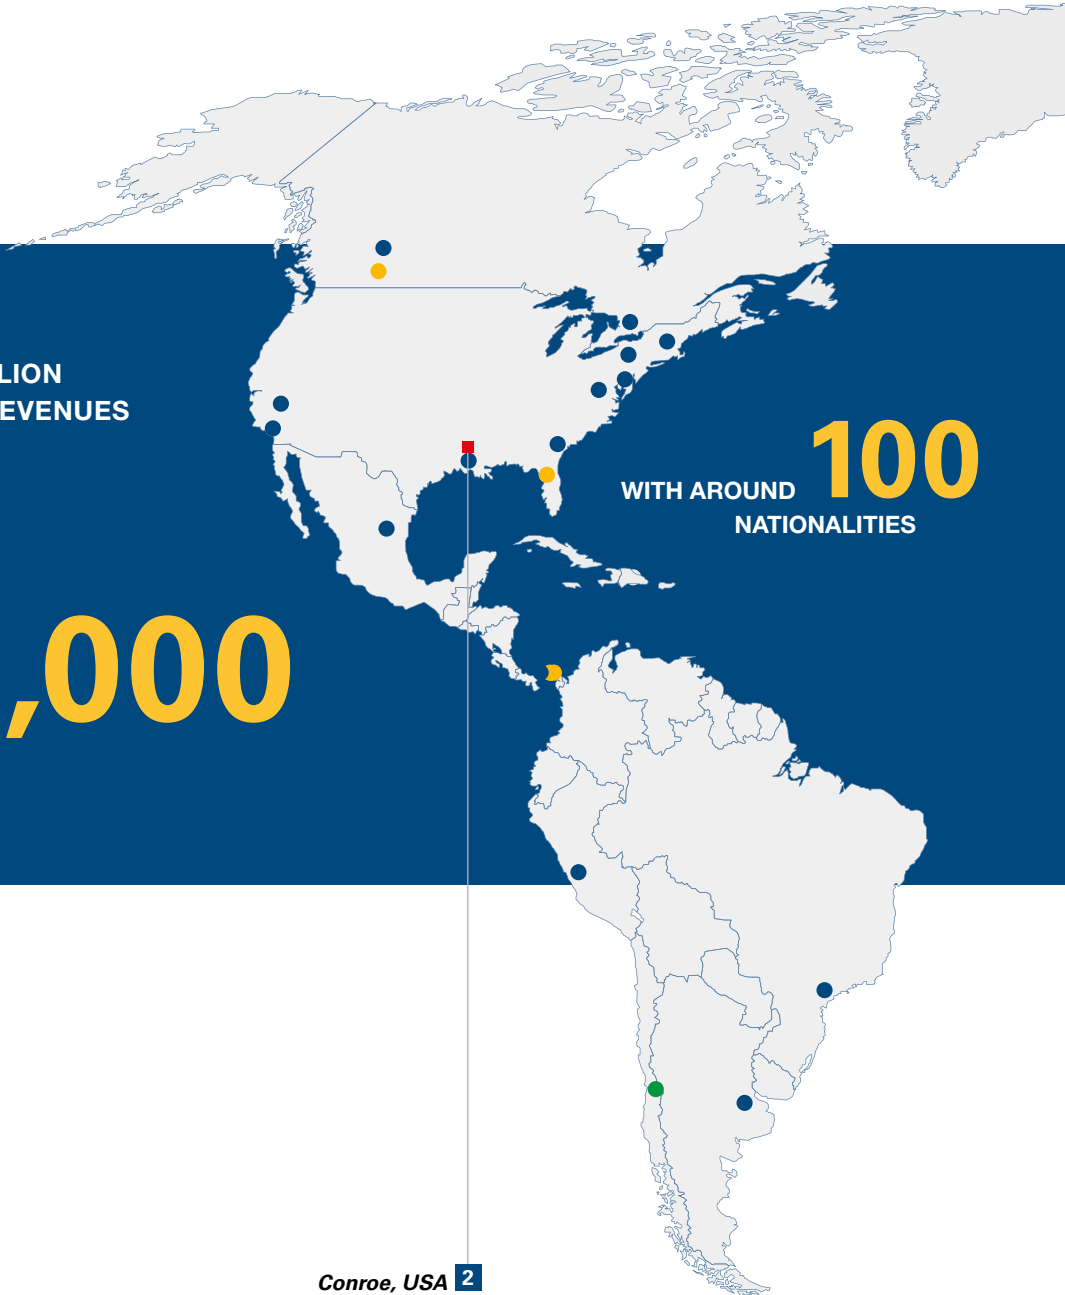 LION
EVENUES
100
WITH AROUND
NATIONALITIES
,000
Conroe, USA 2